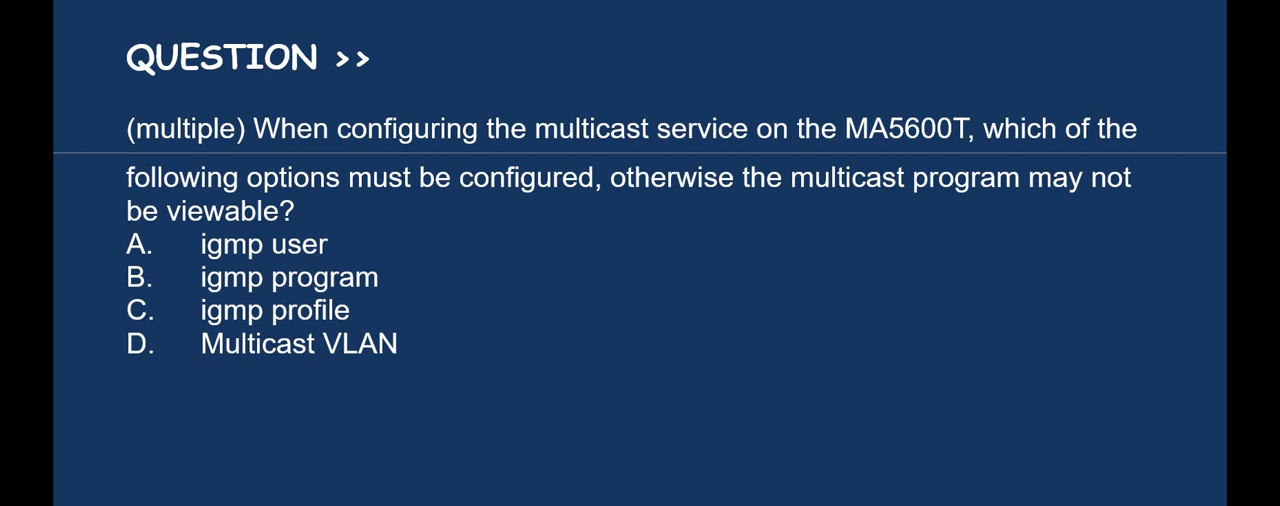 QUESTION >>
(multiple) When configuring the multicast service on the MA5600T, which of the
following options must be configured, otherwise the multicast program may not
be viewable?
A. igmp user
B. igmp program
C. igmp profile
D. Multicast VLAN